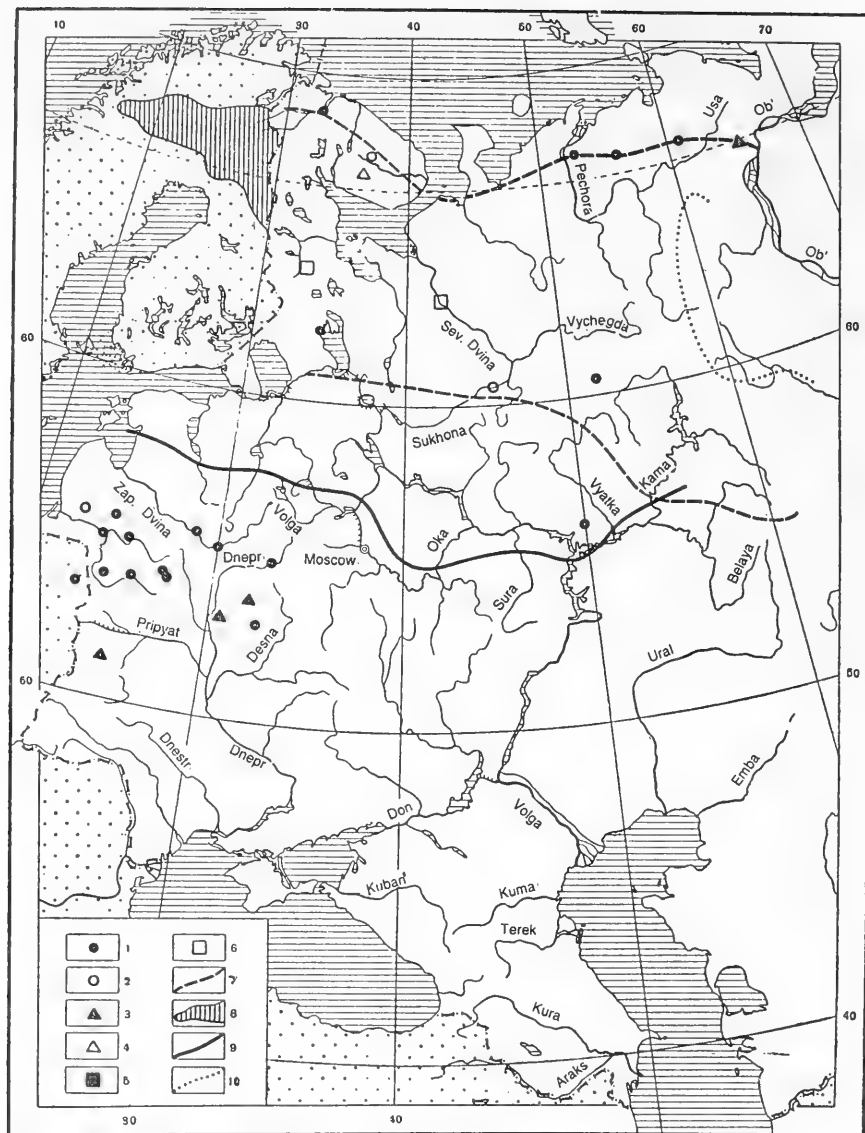 10 30 40 50 60 70
Usa
Ob'
Pechora
Ob'
60
Sev. Dvina
Vychegda
60
Sukhona
Kama
Vyatka
Zap. Dvina
Volga
Oka
Dnepr
Moscow
Sura
Belaya
Pripyat
Desna
Ural
60
50
Dnestr
Dnepr
Emba
Don
Volga
Kuban'
Kuma
Terek
1 6
2 7
3 8
4 9
5 10
Kura
40
Araks
30 40